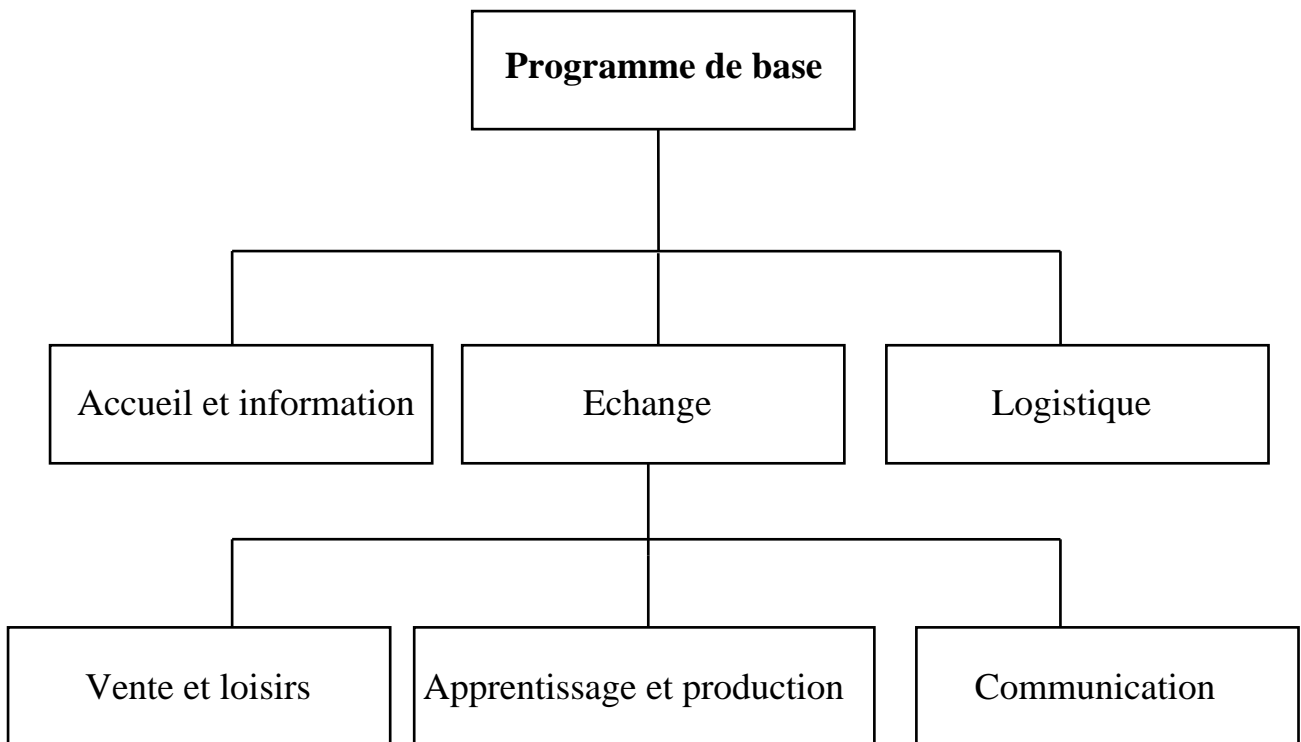 Programme de base
Accueil et information
Echange
Logistique
Vente et loisirs
Apprentissage et production
Communication